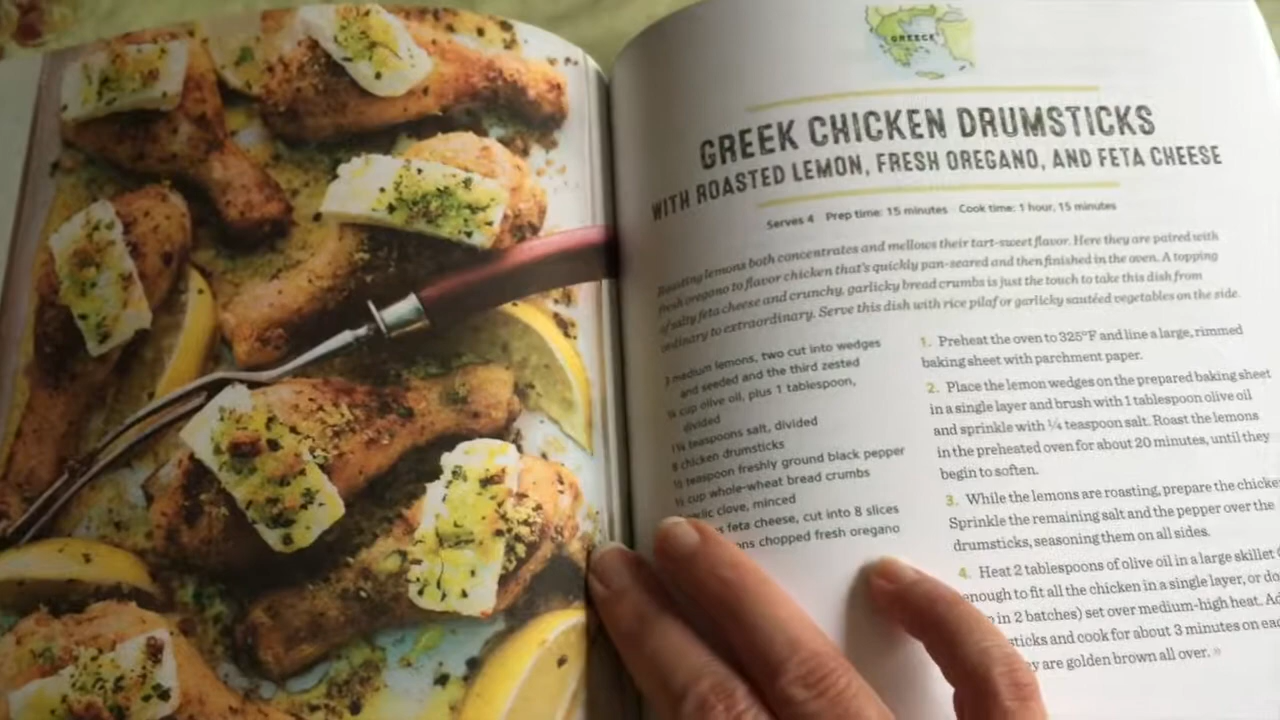 GREECE
GREEK CHICKEN DRUMSTICKS
WITH ROASTED LEMON, FRESH OREGANO, AND FETA CHEESE
Serves 4 Prep time: 15 minutes Cook time: 1 hour, 15 minutes
Roasting lemons both concentrates and mellows their tart-sweet flavor. Here they are paired with
fresh oregano to flavor chicken that's quickly pan-seared and then finished in the oven. A topping
of salty feta cheese and crunchy, garlicky bread crumbs is just the touch to take this dish from
ordinary to extraordinary. Serve this dish with rice pilaf or garlicky sautéed vegetables on the side.
3 medium lemons, two cut into wedges
and seeded and the third zested
cup olive oil, plus 1 tablespoon,
divided
teaspoons salt, divided
8 chicken drumsticks
teaspoon freshly ground black pepper
cup whole-wheat bread crumbs
clove, minced
feta cheese, cut into 8 slices
chopped fresh oregano
1. Preheat the oven to 325°F and line a large, rimmed
baking sheet with parchment paper.
2. Place the lemon wedges on the prepared baking sheet
in a single layer and brush with 1 tablespoon olive oil
and sprinkle with ¼ teaspoon salt. Roast the lemons
in the preheated oven for about 20 minutes, until they
begin to soften.
3. While the lemons are roasting, prepare the chicke
Sprinkle the remaining salt and the pepper over the
drumsticks, seasoning them on all sides.
4. Heat 2 tablespoons of olive oil in a large skillet
enough to fit all the chicken in a single layer, or do
in 2 batches) set over medium-high heat. Ad
sticks and cook for about 3 minutes on eac
ey are golden brown all over. »